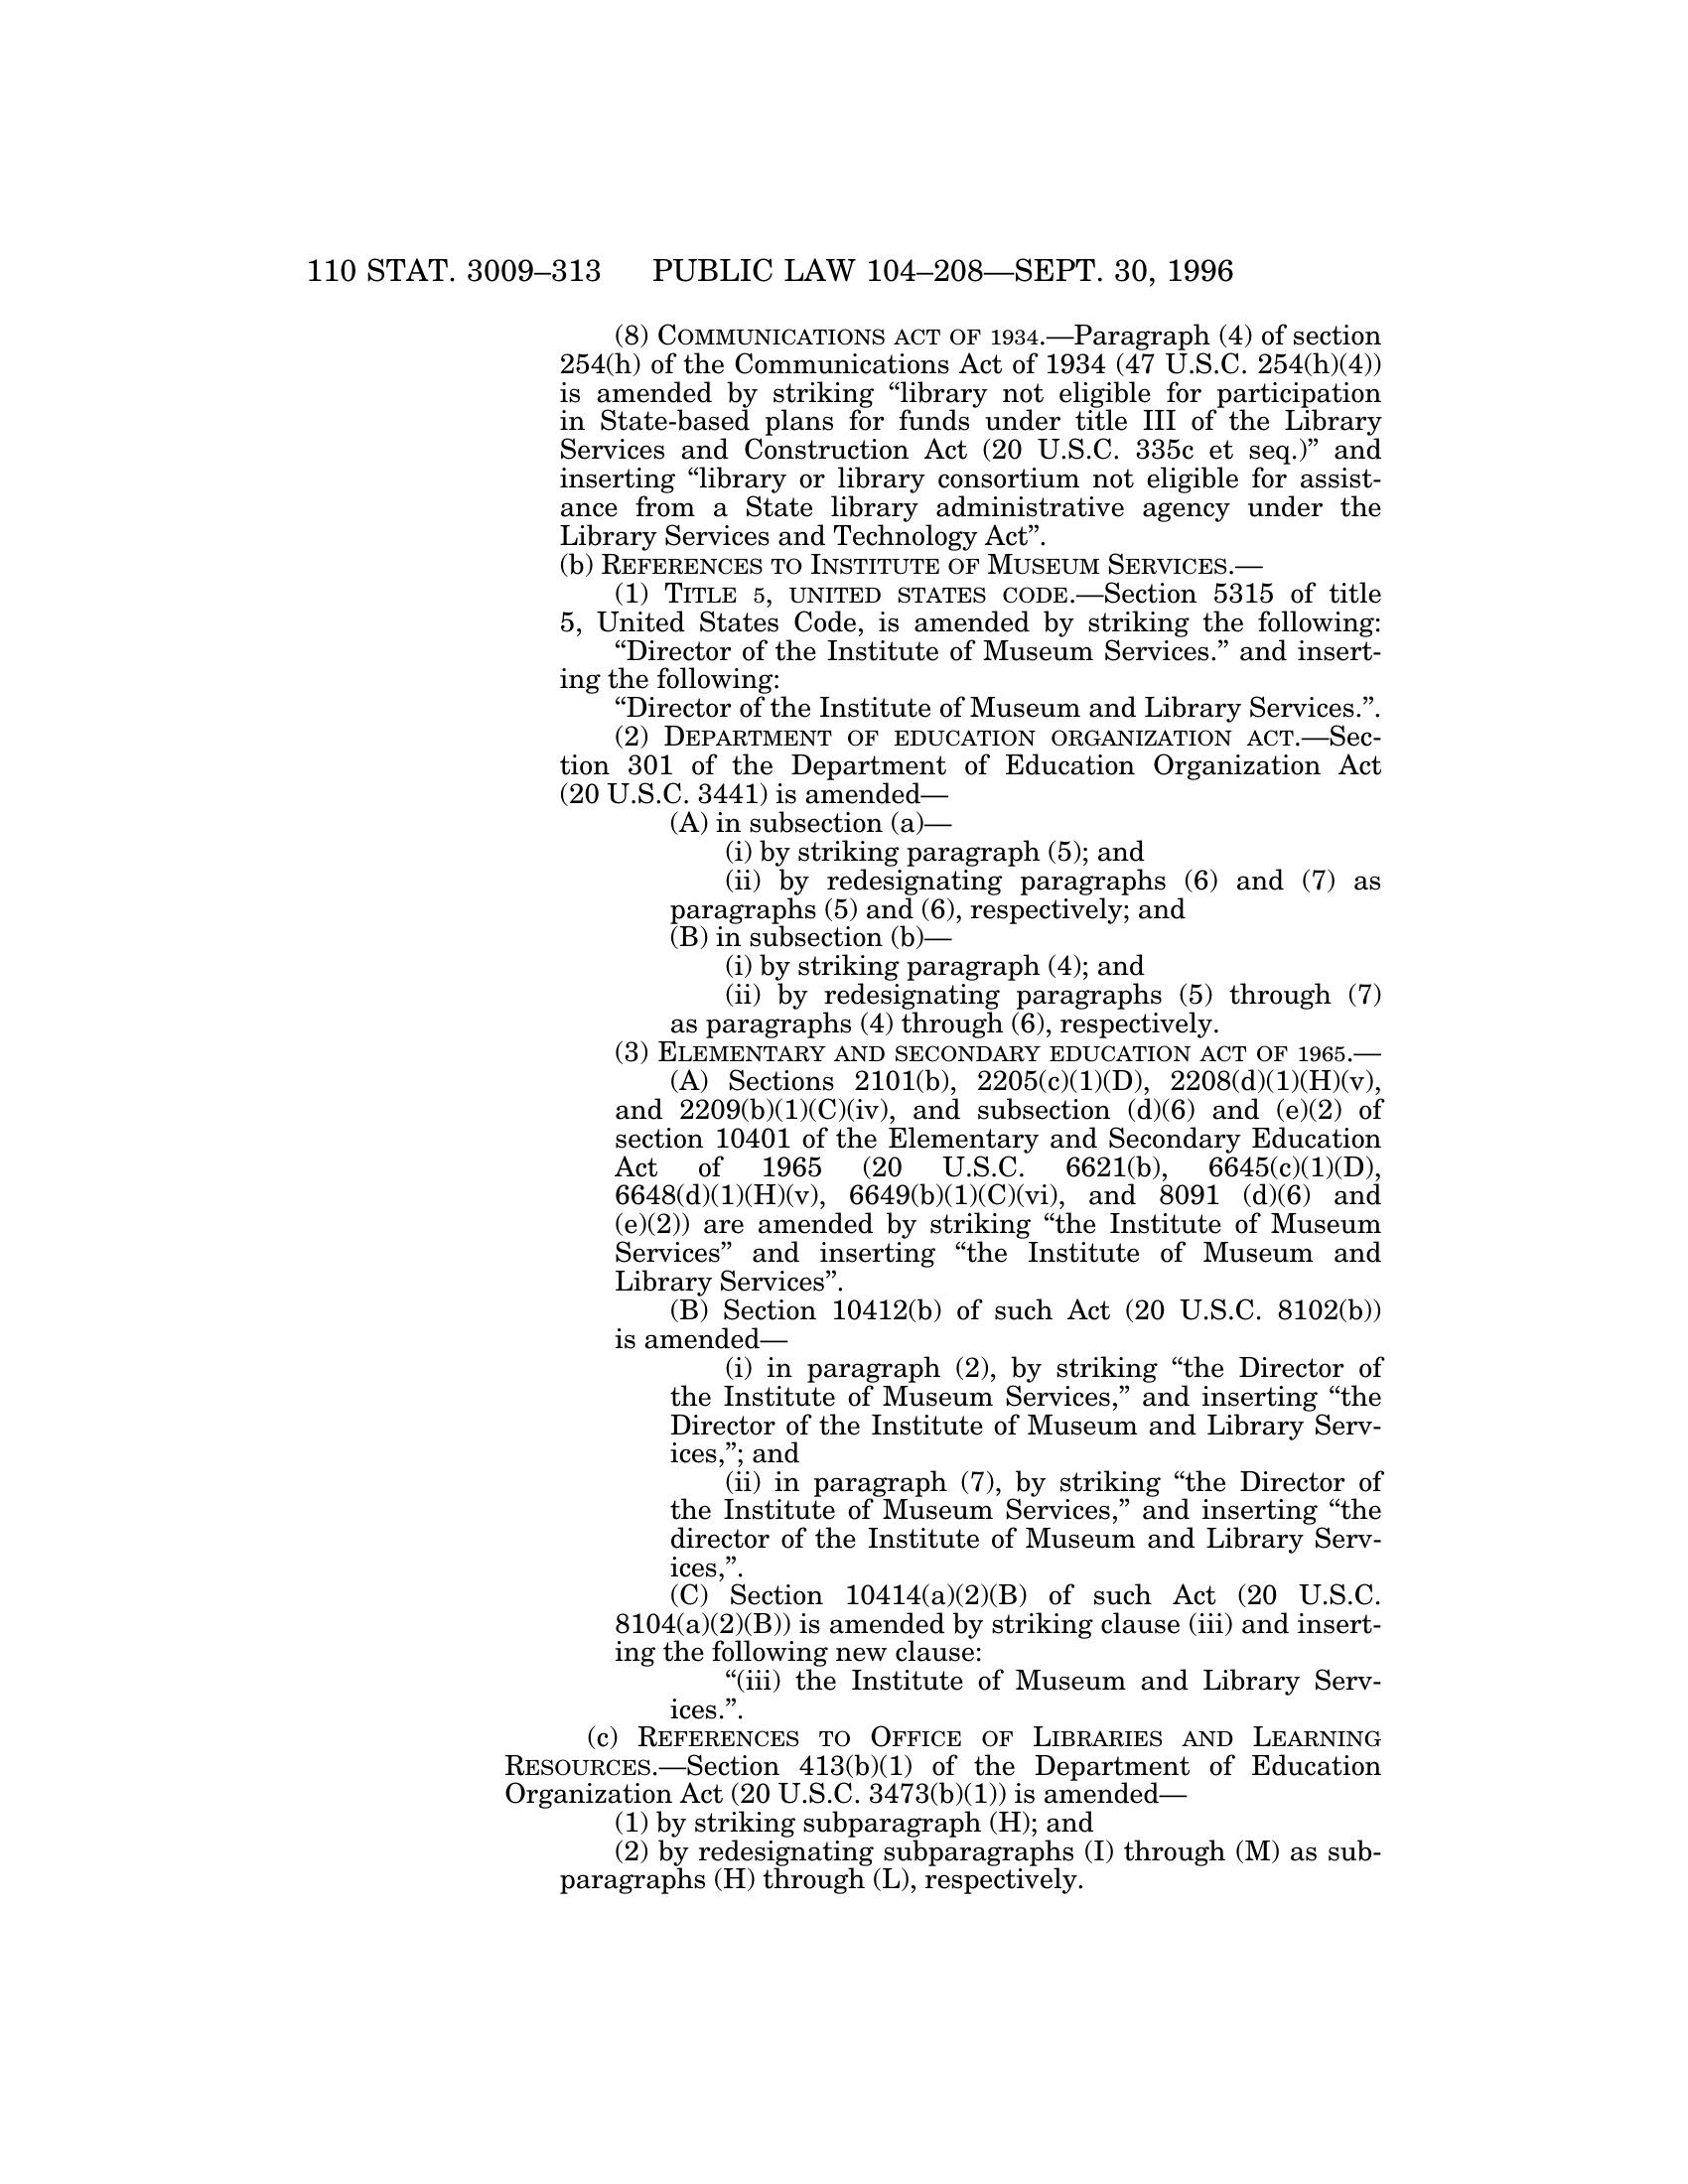 110 STAT. 3009–313 PUBLIC LAW 104–208—SEPT. 30, 1996
(8) COMMUNICATIONS ACT OF 1934.—Paragraph (4) of section
254(h) of the Communications Act of 1934 (47 U.S.C. 254(h)(4))
is amended by striking “library not eligible for participation
in State-based plans for funds under title III of the Library
Services and Construction Act (20 U.S.C. 335c et seq.)” and
inserting “library or library consortium not eligible for assist-
ance from a State library administrative agency under the
Library Services and Technology Act”.
(b) REFERENCES TO INSTITUTE OF MUSEUM SERVICES.—
(1) TITLE 5, UNITED STATES CODE.—Section 5315 of title
5, United States Code, is amended by striking the following:
“Director of the Institute of Museum Services.” and insert-
ing the following:
“Director of the Institute of Museum and Library Services.”.
(2) DEPARTMENT OF EDUCATION ORGANIZATION ACT.—Sec-
tion 301 of the Department of Education Organization Act
(20 U.S.C. 3441) is amended—
(A) in subsection (a)—
(i) by striking paragraph (5); and
(ii) by redesignating paragraphs (6) and (7) as
paragraphs (5) and (6), respectively; and
(B) in subsection (b)—
(i) by striking paragraph (4); and
(ii) by redesignating paragraphs (5) through (7)
as paragraphs (4) through (6), respectively.
(3) ELEMENTARY AND SECONDARY EDUCATION ACT OF 1965.—
(A) Sections 2101(b), 2205(c)(1)(D), 2208(d)(1)(H)(v),
and 2209(b)(1)(C)(iv), and subsection (d)(6) and (e)(2) of
section 10401 of the Elementary and Secondary Education
Act of 1965 (20 U.S.C. 6621(b), 6645(c)(1)(D),
6648(d)(1)(H)(v), 6649(b)(1)(C)(vi), and 8091 (d)(6) and
(e)(2)) are amended by striking “the Institute of Museum
Services” and inserting “the Institute of Museum and
Library Services”.
(B) Section 10412(b) of such Act (20 U.S.C. 8102(b))
is amended—
(i) in paragraph (2), by striking “the Director of
the Institute of Museum Services,” and inserting “the
Director of the Institute of Museum and Library Serv-
ices,”; and
(ii) in paragraph (7), by striking “the Director of
the Institute of Museum Services,” and inserting “the
director of the Institute of Museum and Library Serv-
ices,”.
(C) Section 10414(a)(2)(B) of such Act (20 U.S.C.
8104(a)(2)(B)) is amended by striking clause (iii) and insert-
ing the following new clause:
“(iii) the Institute of Museum and Library Serv-
ices.”.
(c) REFERENCES TO OFFICE OF LIBRARIES AND LEARNING
RESOURCES.—Section 413(b)(1) of the Department of Education
Organization Act (20 U.S.C. 3473(b)(1)) is amended—
(1) by striking subparagraph (H); and
(2) by redesignating subparagraphs (I) through (M) as sub-
paragraphs (H) through (L), respectively.